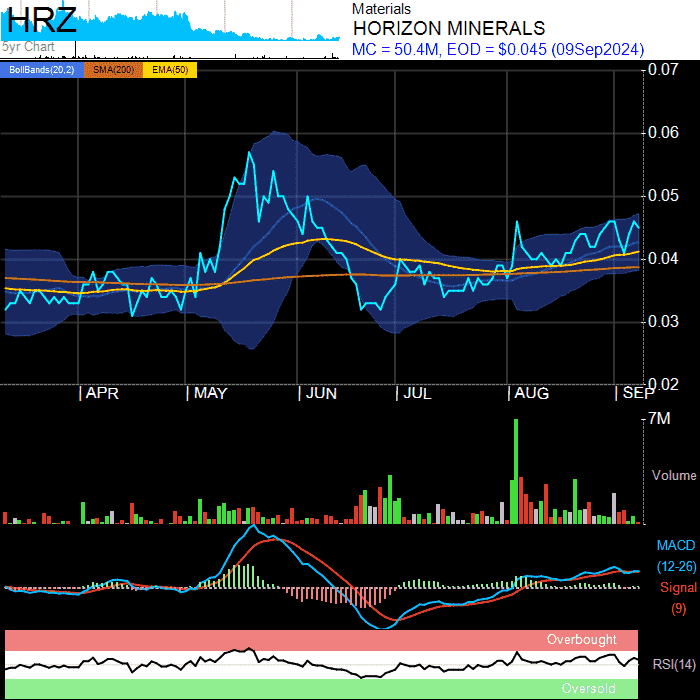 HRZ
5yr Chart
Materials
HORIZON MINERALS
MC = 50.4M, EOD = $0.045 (09Sep2024)
BollBands(20,2) SMA(200) EMA(50)
0.07
0.06
0.05
0.04
0.03
0.02
APR MAY JUN JUL AUG SEP
7M
Volume
MACD
(12-26)
Signal
(9)
Overbought
RSI(14)
Oversold